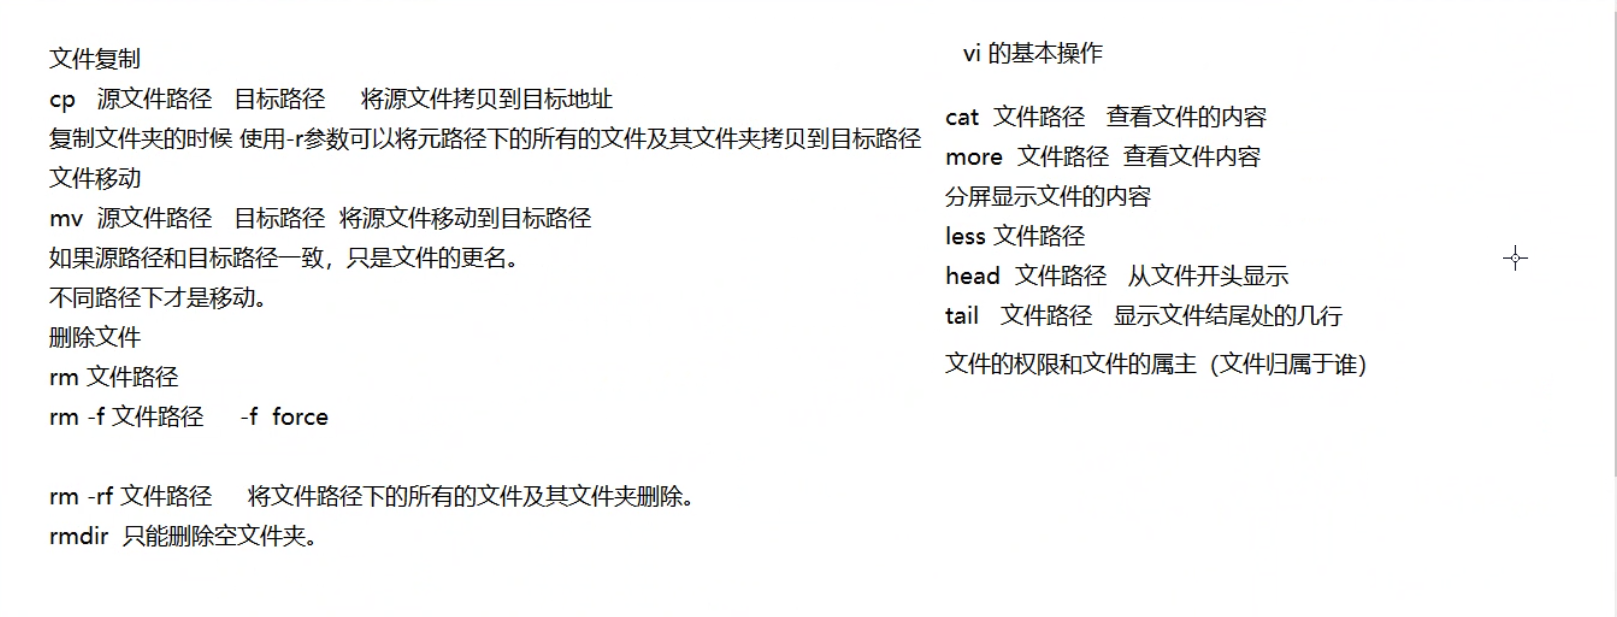 文件复制
cp 源文件路径 目标路径 将源文件拷贝到目标地址
复制文件夹的时候 使用-r参数可以将元路径下的所有的文件及其文件夹拷贝到目标路径
文件移动
mv 源文件路径 目标路径 将源文件移动到目标路径
如果源路径和目标路径一致，只是文件的更名。
不同路径下才是移动。
删除文件
rm 文件路径
rm -f 文件路径 -f force
rm -rf 文件路径 将文件路径下的所有的文件及其文件夹删除。
rmdir 只能删除空文件夹。
vi 的基本操作
cat 文件路径 查看文件的内容
more 文件路径 查看文件内容
分屏显示文件的内容
less 文件路径
head 文件路径 从文件开头显示
tail 文件路径 显示文件结尾处的几行
文件的权限和文件的属主（文件归属于谁）